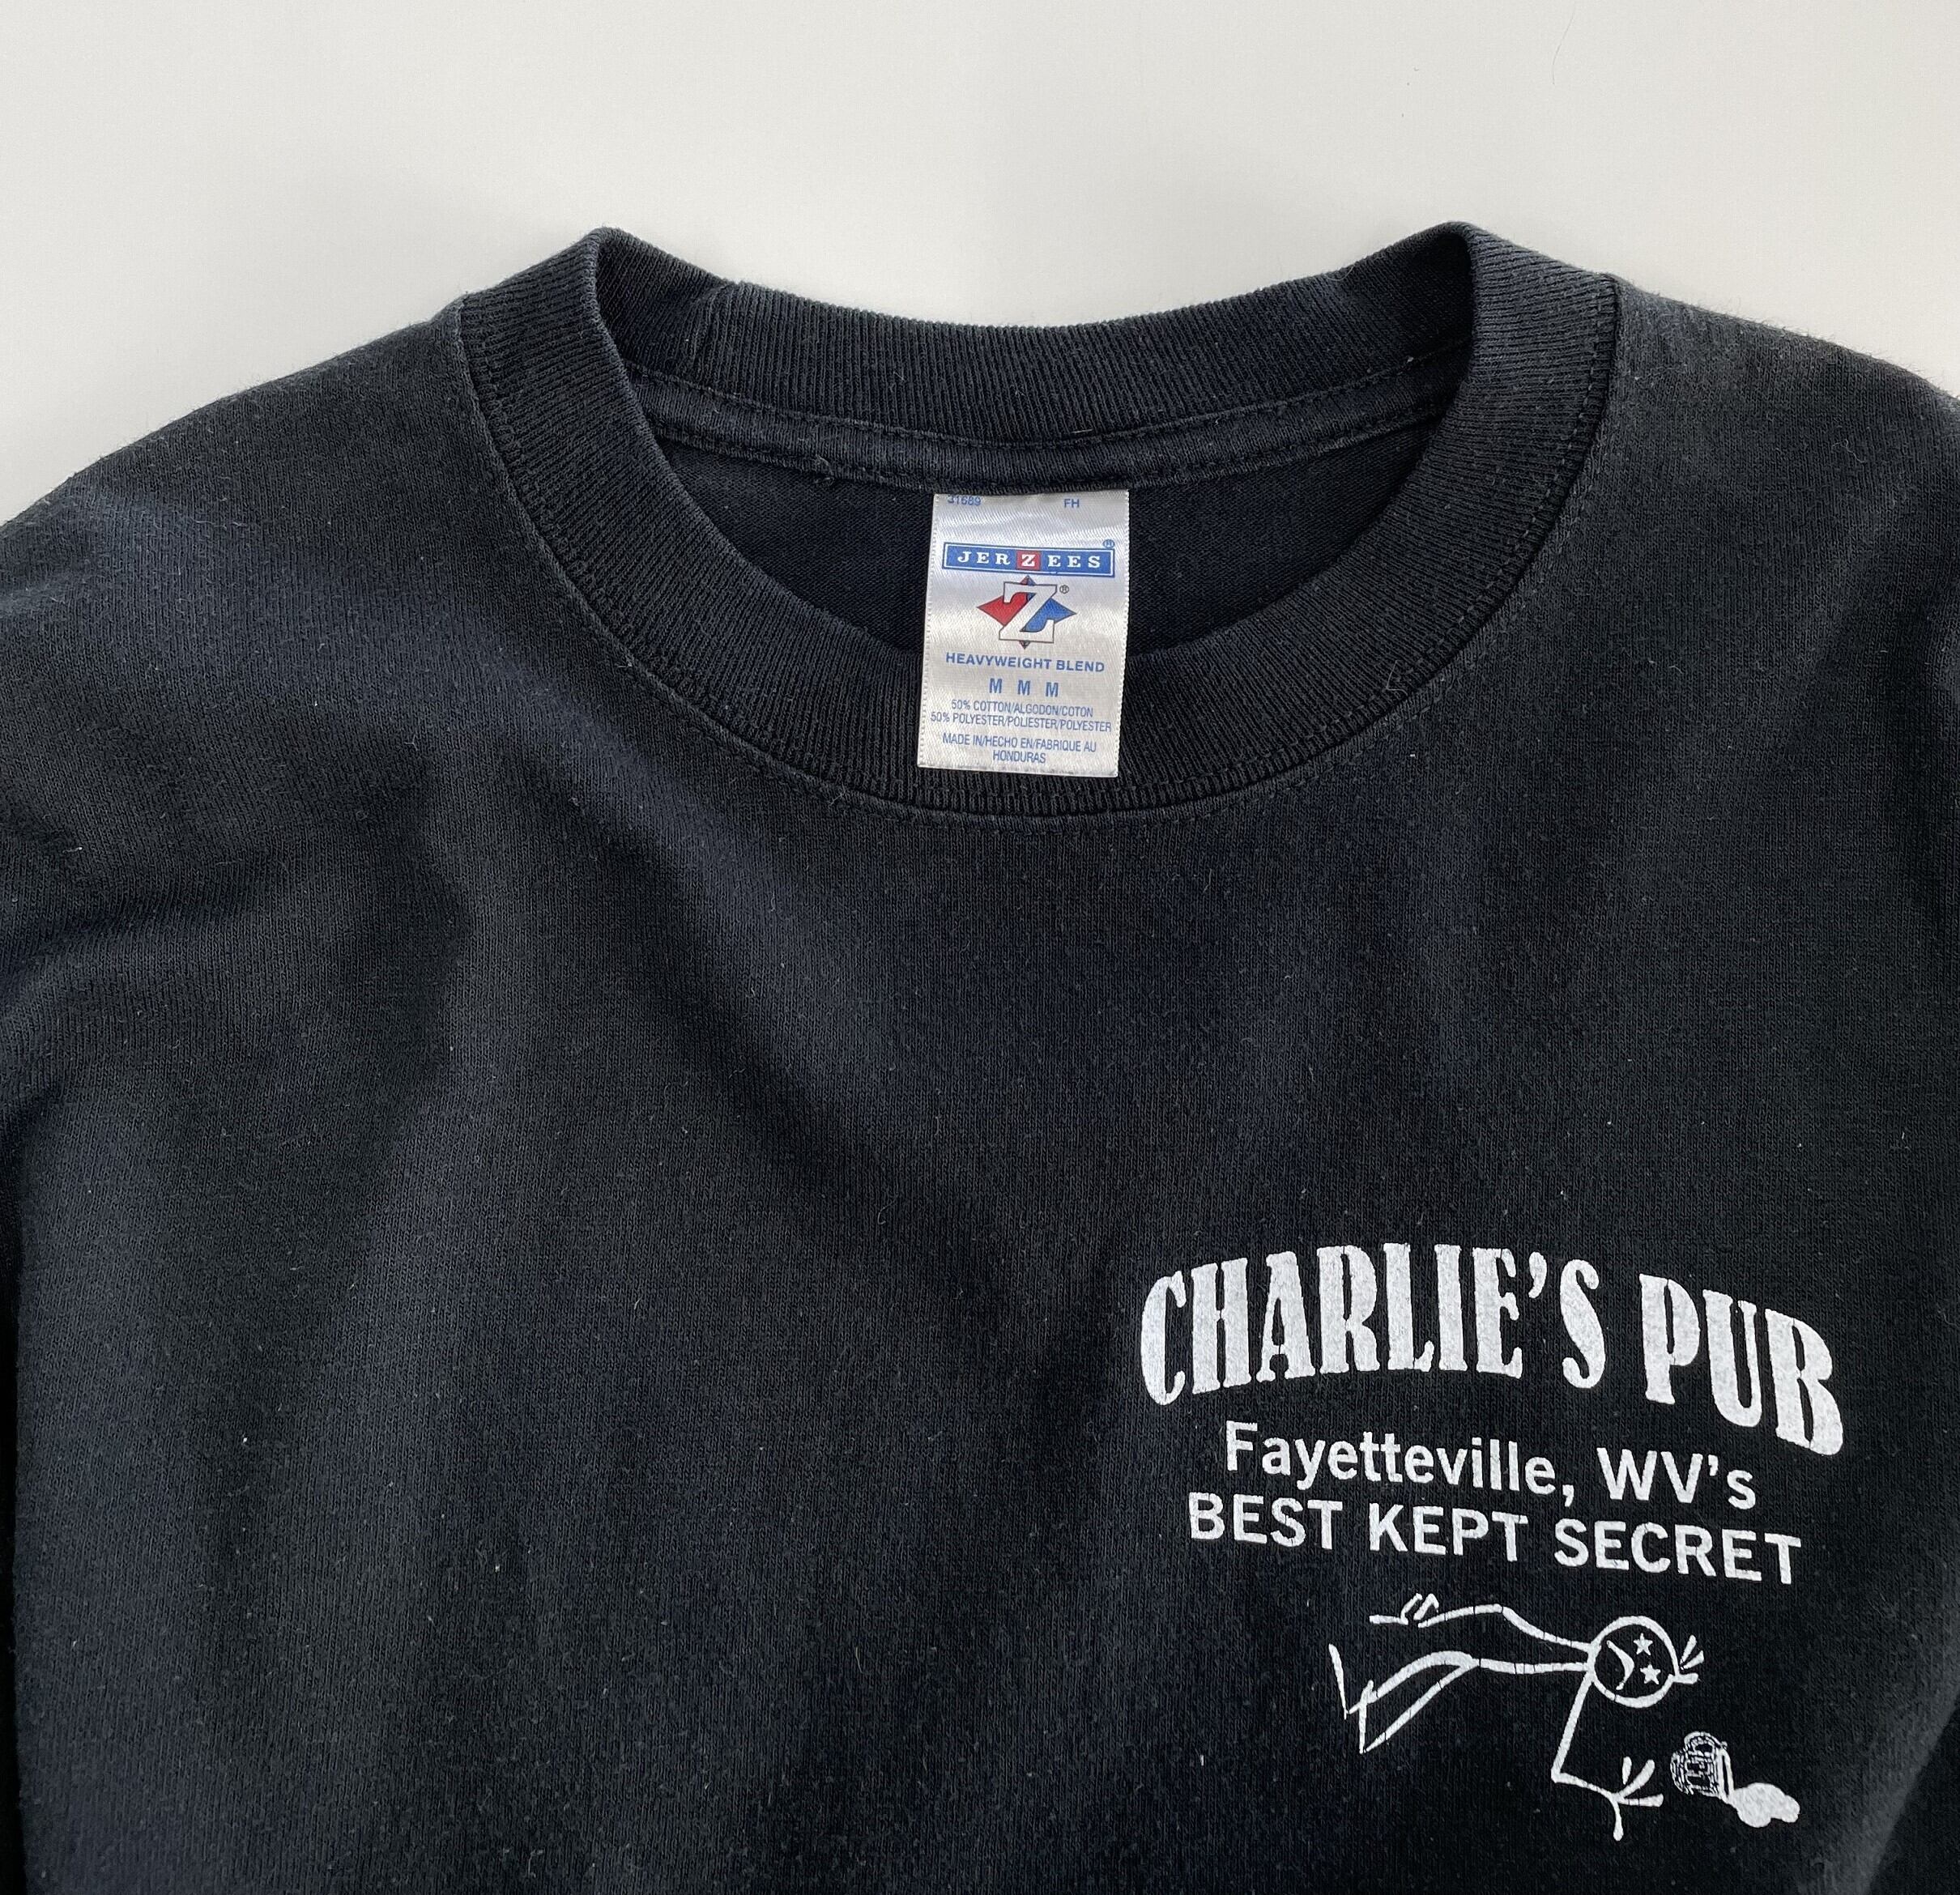 31689 FH
JERZEES®
Z®
HEAVYWEIGHT BLEND
M M M
50% COTTON/ALGODON/COTON
50% POLYESTER/POLIESTER/POLYESTER
MADE IN/HECHO EN/FABRIQUE AU
HONDURAS
CHARLIE'S PUB
Fayetteville, WV's
BEST KEPT SECRET